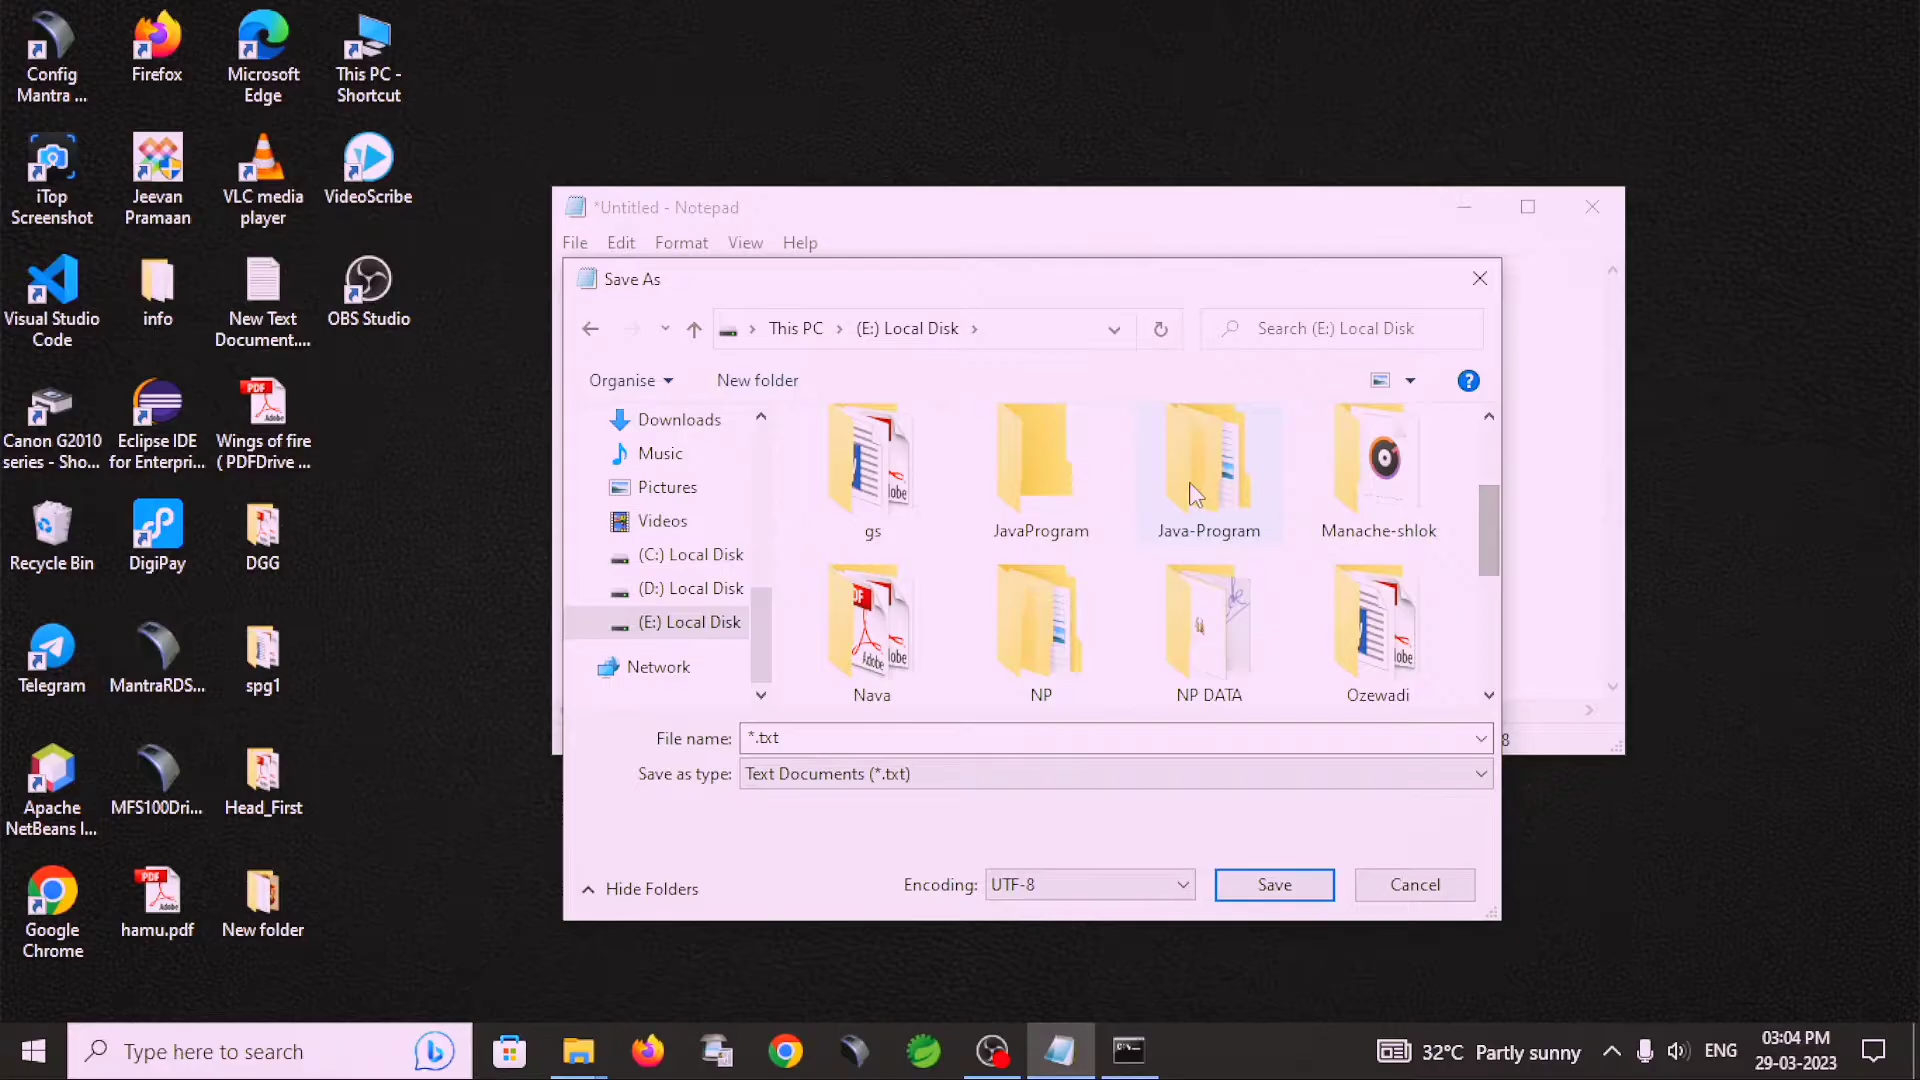 Config
Mantra ...
Firefox
Microsoft
Edge
This PC -
Shortcut
iTop
Screenshot
Jeevan
Pramaan
VLC media
player
VideoScribe
Visual Studio
Code
info
New Text
Document....
OBS Studio
Canon G2010
series - Sho...
Eclipse IDE
for Enterpri...
Wings of fire
( PDFDrive ...
Recycle Bin
DigiPay
DGG
Telegram
MantraRDS...
spg1
Apache
NetBeans I...
MFS100Dri...
Head_First
Google
Chrome
hamu.pdf
New folder
*Untitled - Notepad
File Edit Format View Help
Save As
This PC > (E:) Local Disk >
Search (E:) Local Disk
Organise
New folder
Downloads
Music
Pictures
Videos
(C:) Local Disk
(D:) Local Disk
(E:) Local Disk
Network
gs
JavaProgram
Java-Program
Manache-shlok
Nava
NP
NP DATA
Ozewadi
File name: *.txt
Save as type: Text Documents (*.txt)
Hide Folders
Encoding: UTF-8
Save
Cancel
Type here to search
32°C Partly sunny
ENG
03:04 PM
29-03-2023